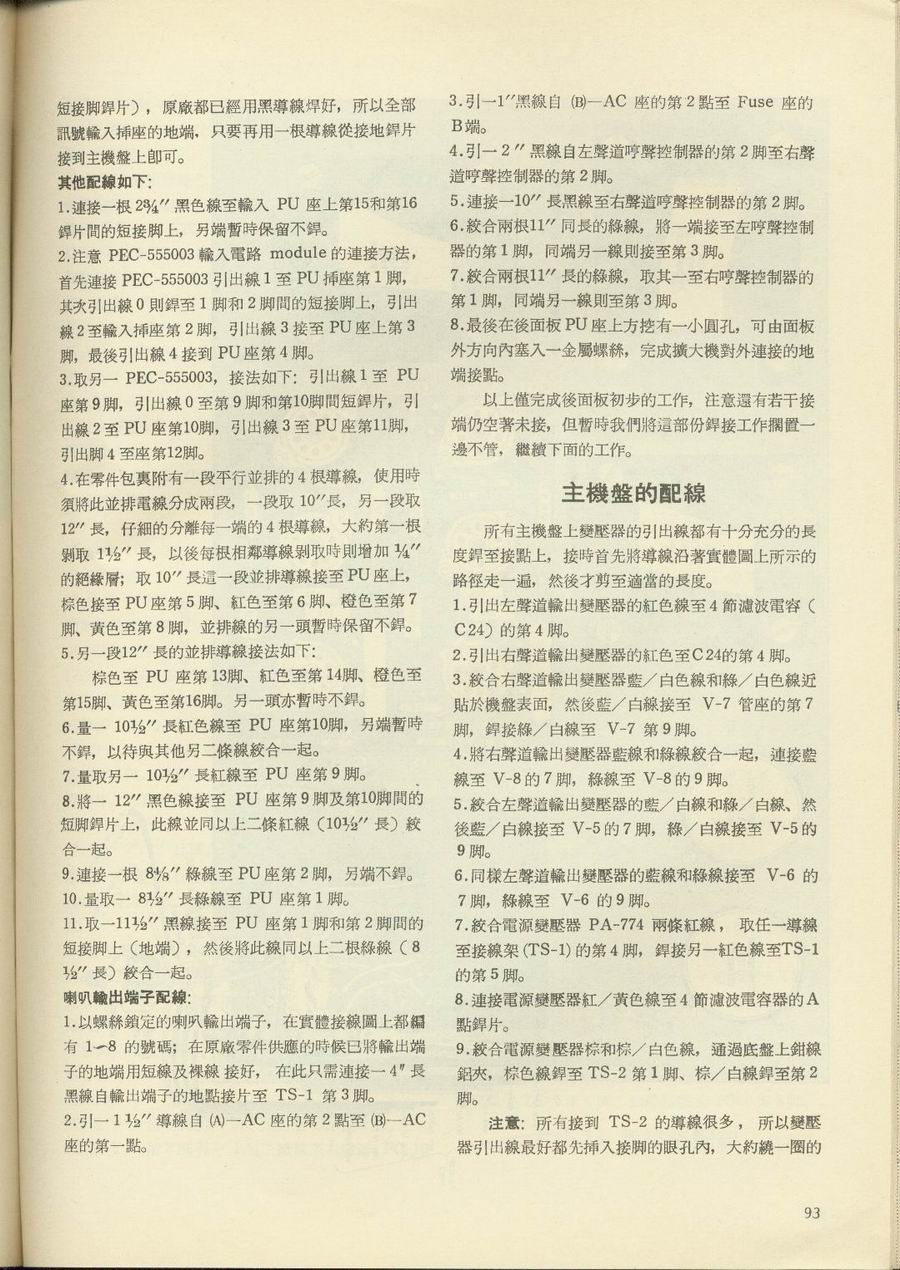 短接脚銲片），原廠都已經用黑導線焊好，所以全部
訊號輸入揷座的地端，只要再用一根導線從接地銲片
接到主機盤上卽可。
其他配線如下：
1.連接一根 2¾″ 黑色線至輸入 PU 座上第15和第16
銲片間的短接脚上，另端暫時保留不銲。
2.注意 PEC-555003 輸入電路 module 的連接方法，
首先連接 PEC-555003 引出線 1 至 PU 揷座第 1 脚，
其次引出線 0 則銲至 1 脚和 2 脚間的短接脚上，引出
線 2 至輸入揷座第 2 脚，引出線 3 接至 PU 座上第 3
脚，最後引出線 4 接到 PU 座第 4 脚。
3.取另一 PEC-555003，接法如下：引出線 1 至 PU
座第 9 脚，引出線 0 至第 9 脚和第10脚間短銲片，引
出線 2 至 PU 座第10脚，引出線 3 至 PU 座第11脚，
引出脚 4 至座第12脚。
4.在零件包裏附有一段平行並排的 4 根導線，使用時
須將此並排電線分成兩段，一段取 10″長，另一段取
12″ 長，仔細的分離每一端的 4 根導線，大約第一根
剝取 1½″ 長，以後每根相鄰導線剝取時則增加 ¼″
的絕緣層；取 10″ 長這一段並排導線接至 PU 座上，
棕色接至 PU 座第 5 脚、紅色至第 6 脚、橙色至第 7
脚、黃色至第 8 脚，並排線的另一頭暫時保留不銲。
5.另一段12″ 長的並排導線接法如下：
棕色至 PU 座第 13脚、紅色至第 14脚、橙色至
第15脚、黃色至第16脚。另一頭亦暫時不銲。
6.量一 10½″ 長紅色線至 PU 座第10脚，另端暫時
不銲，以待與其他另二條線絞合一起。
7.量取另一 10½″ 長紅線至 PU 座第 9 脚。
8.將一 12″ 黑色線接至 PU 座第 9 脚及第10脚間的
短脚銲片上，此線並同以上二條紅線（10½″ 長）絞
合一起。
9.連接一根 8½″ 綠線至 PU 座第 2 脚，另端不銲。
10.量取一 8½″ 長綠線至 PU 座第 1 脚。
11.取一11½″ 黑線接至 PU 座第 1 脚和第 2 脚間的
短接脚上（地端），然後將此線同以上二根綠線（ 8
½″ 長）絞合一起。
喇叭輸出端子配線：
1.以螺絲鎖定的喇叭輸出端子，在實體接線圖上都編
有 1～8 的號碼；在原廠零件供應的時候已將輸出端
子的地端用短線及裸線 接好，在此只需連接一 4″ 長
黑線自輸出端子的地點接片至 TS-1 第 3 脚。
2.引一 1 ½″ 導線自 (A)—AC 座的第 2 點至 (B)—AC
座的第一點。
3.引一1″黑線自 (B)—AC 座的第 2 點至 Fuse 座的
B 端。
4.引一 2 ″ 黑線自左聲道哼聲控制器的第 2 脚至右聲
道哼聲控制器的第 2 脚。
5.連接一10″ 長黑線至右聲道哼聲控制器的第 2 脚。
6.絞合兩根11″ 同長的綠線，將一端接至左哼聲控制
器的第 1 脚，同端另一線則接至第 3 脚。
7.絞合兩根11″ 長的綠線，取其一至右哼聲控制器的
第 1 脚，同端另一線則至第 3 脚。
8.最後在後面板 PU 座上方挖有一小圓孔，可由面板
外方向內塞入一金屬螺絲，完成擴大機對外連接的地
端接點。
以上僅完成後面板初步的工作，注意還有若干接
端仍空著未接，但暫時我們將這部份銲接工作擱置一
邊不管，繼續下面的工作。
主機盤的配線
所有主機盤上變壓器的引出線都有十分充分的長
度銲至接點上，接時首先將導線沿著實體圖上所示的
路徑走一遍，然後才剪至適當的長度。
1.引出左聲道輸出變壓器的紅色線至 4 節濾波電容（
C 24）的第 4 脚。
2.引出右聲道輸出變壓器的紅色至C 24的第 4 脚。
3.絞合右聲道輸出變壓器藍／白色線和綠／白色線近
貼於機盤表面，然後藍／白線接至 V-7 管座的第 7
脚，銲接綠／白線至 V-7 第 9 脚。
4.將右聲道輸出變壓器藍線和綠線絞合一起，連接藍
線至 V-8 的 7 脚，綠線至 V-8 的 9 脚。
5.絞合左聲道輸出變壓器的藍／白線和綠／白線、然
後藍／白線接至 V-5 的 7 脚，綠／白線接至 V-5 的
9 脚。
6.同樣左聲道輸出變壓器的藍線和綠線接至 V-6 的
7 脚，綠線至 V-6 的 9 脚。
7.絞合電源變壓器 PA-774 兩條紅線，取任一導線
至接線架 (TS-1) 的第 4 脚，銲接另一紅色線至TS-1
的第 5 脚。
8.連接電源變壓器紅／黃色線至 4 節濾波電容器的 A
點銲片。
9.絞合電源變壓器棕和棕／白色線，通過底盤上鉗線
鋁夾，棕色線銲至 TS-2 第 1 脚、棕／白線銲至第 2
脚。
注意：所有接到 TS-2 的導線很多，所以變壓
器引出線最好都先揷入接脚的眼孔內，大約繞一圈的
93